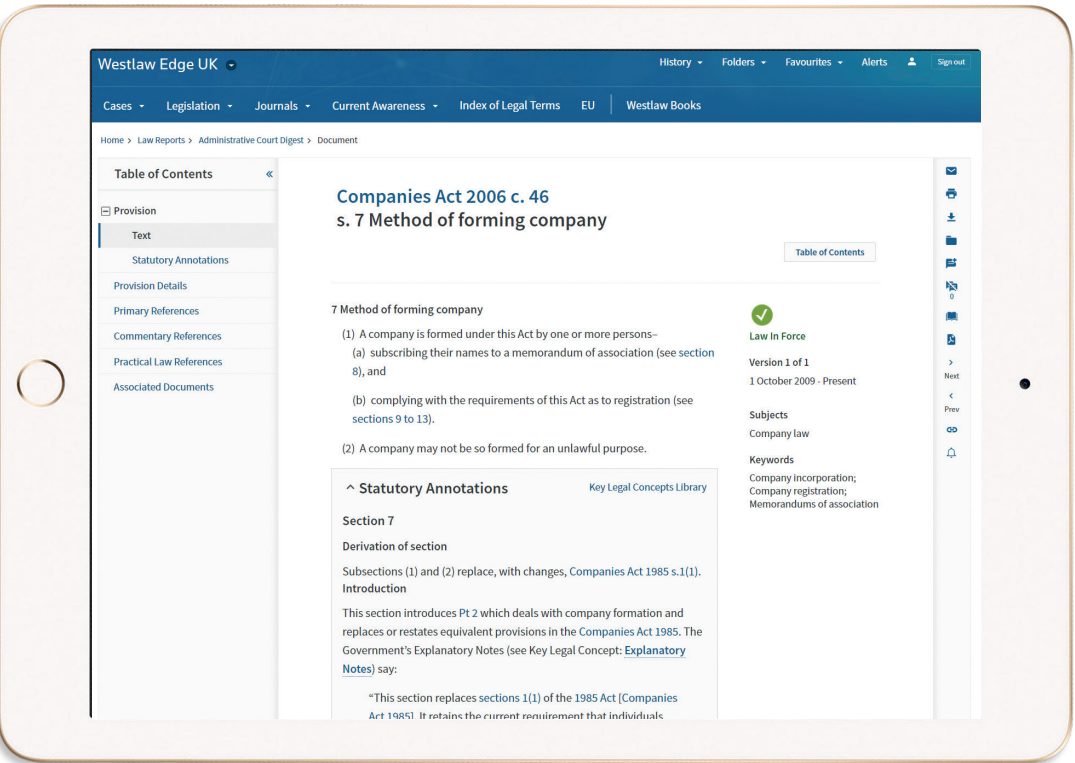 Westlaw Edge UK
History Folders Favourites Alerts Sign out
Cases Legislation Journals Current Awareness Index of Legal Terms EU Westlaw Books
Home > Law Reports > Administrative Court Digest > Document
Table of Contents «
Provision
Text
Statutory Annotations
Provision Details
Primary References
Commentary References
Practical Law References
Associated Documents
Companies Act 2006 c. 46
s. 7 Method of forming company
Table of Contents
7 Method of forming company
(1) A company is formed under this Act by one or more persons–
(a) subscribing their names to a memorandum of association (see section
8), and
(b) complying with the requirements of this Act as to registration (see
sections 9 to 13).
(2) A company may not be so formed for an unlawful purpose.
Statutory Annotations Key Legal Concepts Library
Section 7
Derivation of section
Subsections (1) and (2) replace, with changes, Companies Act 1985 s.1(1).
Introduction
This section introduces Pt 2 which deals with company formation and
replaces or restates equivalent provisions in the Companies Act 1985. The
Government's Explanatory Notes (see Key Legal Concept: Explanatory
Notes) say:
"This section replaces sections 1(1) of the 1985 Act [Companies
Act 1985]. It retains the current requirement that individuals
Law In Force
Version 1 of 1
1 October 2009 - Present
Subjects
Company law
Keywords
Company incorporation;
Company registration;
Memorandums of association
0
Next
Prev